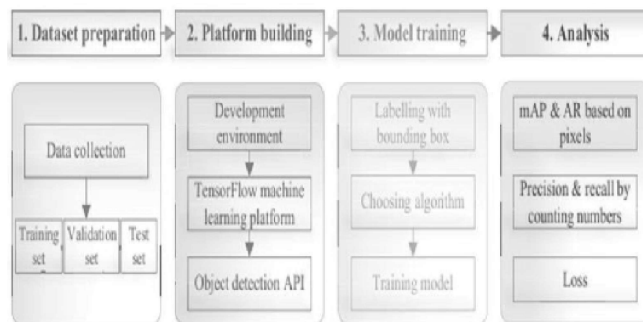 1. Dataset preparation
2. Platform building
3. Model training
4. Analysis
Data collection
Training
set
Validation
set
Test
set
Development
environment
TensorFlow machine
learning platform
Object detection API
Labelling with
bounding box
Choosing algorithm
Training model
mAP & AR based on
pixels
Precision & recall by
counting numbers
Loss